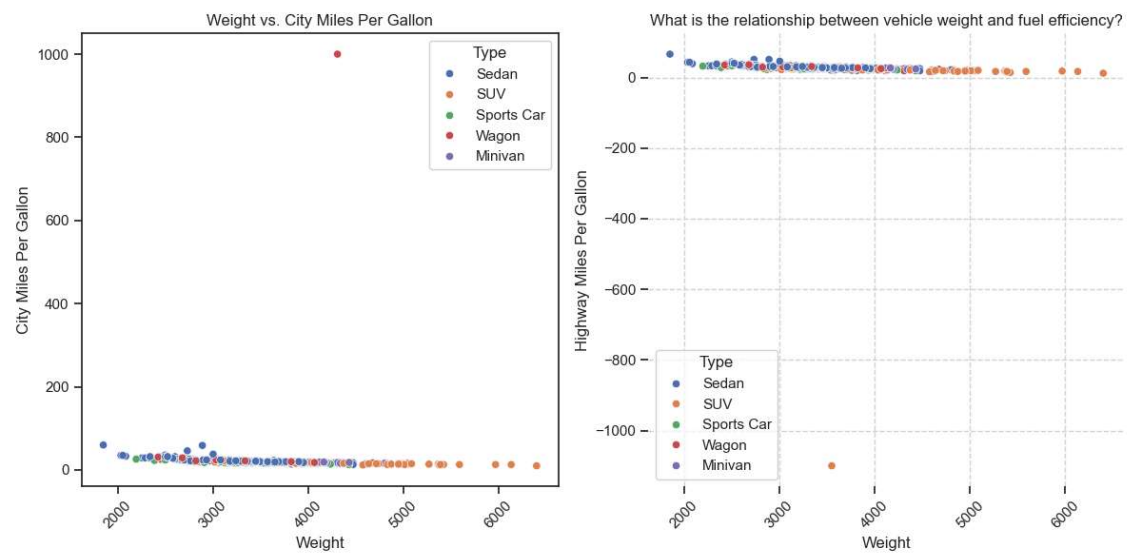 Weight vs. City Miles Per Gallon
City Miles Per Gallon
1000
800
600
400
200
0
Type
Sedan
SUV
Sports Car
Wagon
Minivan
2000
3000
4000
5000
6000
Weight
What is the relationship between vehicle weight and fuel efficiency?
Highway Miles Per Gallon
0
−200
−400
−600
−800
−1000
Type
Sedan
SUV
Sports Car
Wagon
Minivan
2000
3000
4000
5000
6000
Weight